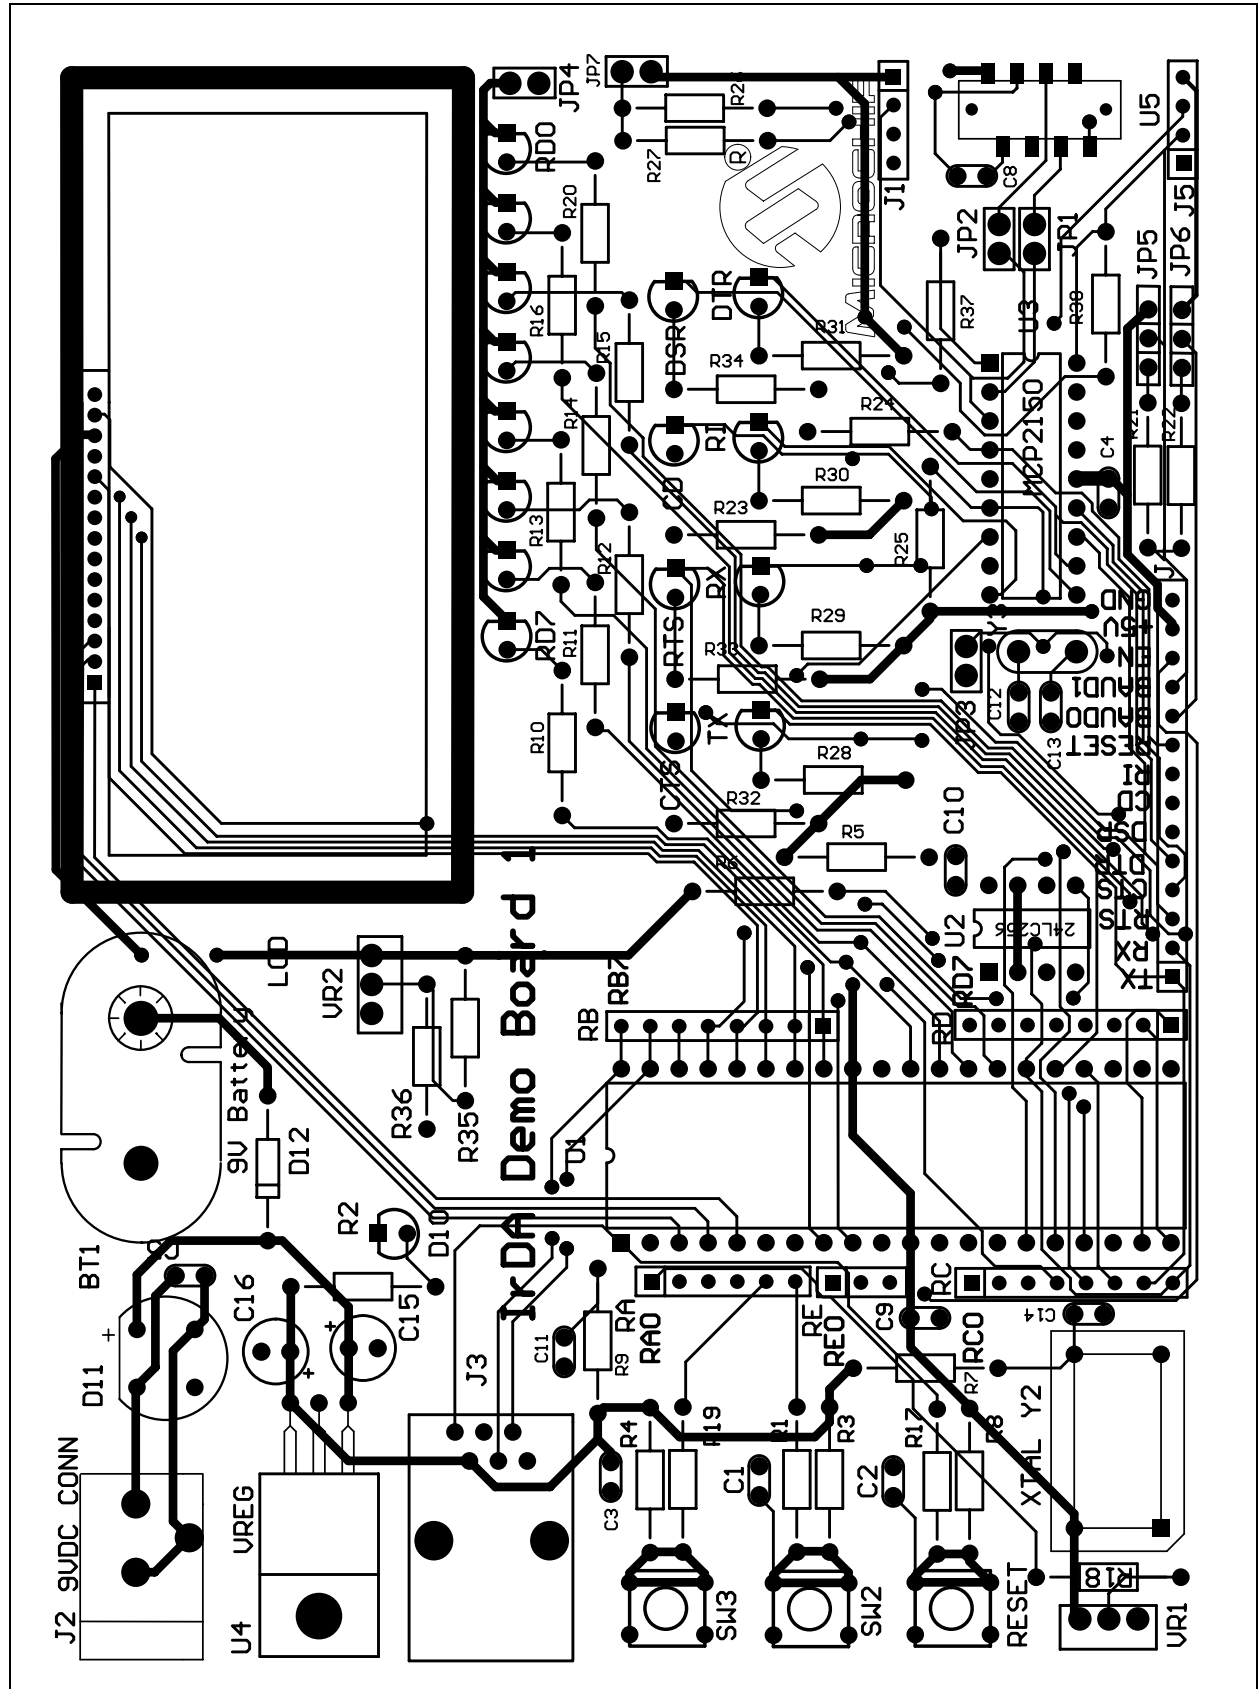 JP4
JP7
R26
R27
R
MICROCHIP
J1
U5
C8
J5
RD0
R20
R16
R15
R14
R13
R12
R11
R10
RD7
DSR
DTR
R34
R31
RI
CD
R24
R30
R23
R25
RX
RTS
R33
R29
TX
CTS
R28
R32
R5
R6
JP2
JP1
R37
U3
R38
JP5
JP6
MCP2150
C4
R21
R22
JP3
C12
C13
GND
+5V
EN
BAUD1
BAUD0
RESET
RI
CD
DSR
DTR
CTS
RTS
RX
TX
C10
U2
24LC256
RD7
RD
LCD
VR2
R36
R35
IrDA Demo Board 1
RB
RB7
U1
9V Battery
D12
BT1
R2
D10
C16
C15
D11
+
+
+
J3
C11
R9
RA
RA0
RE
RE0
C9
RC
RC0
R7
C14
R4
R19
R1
R3
R17
R8
C3
C1
C2
XTAL Y2
J2 9VDC CONN
U4
VREG
SW3
SW2
RESET
R18
VR1